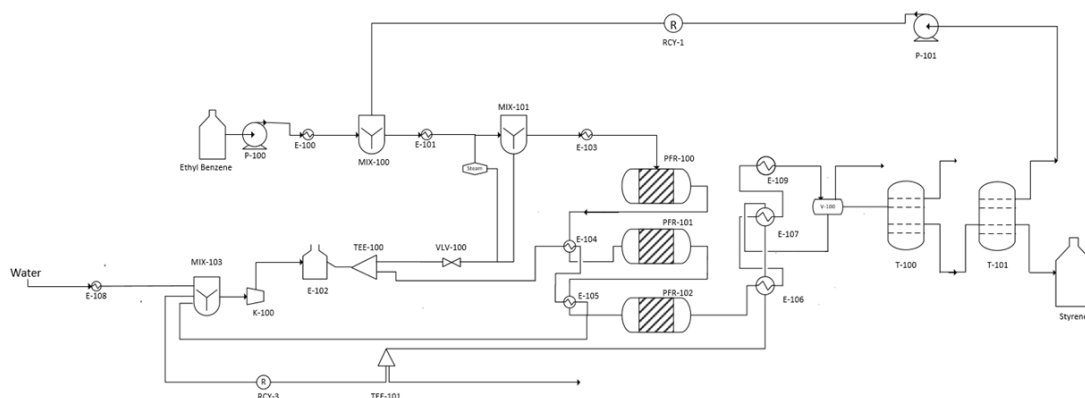 R
RCY-1
P-101
MIX-101
Ethyl Benzene
P-100
E-100
MIX-100
E-101
Steam
E-103
PFR-100
E-109
V-100
PFR-101
E-104
E-107
T-100
T-101
TEE-100
VLV-100
MIX-103
Water
E-108
K-100
E-102
E-105
PFR-102
E-106
Styrene
R
RCY-3
TEE-101